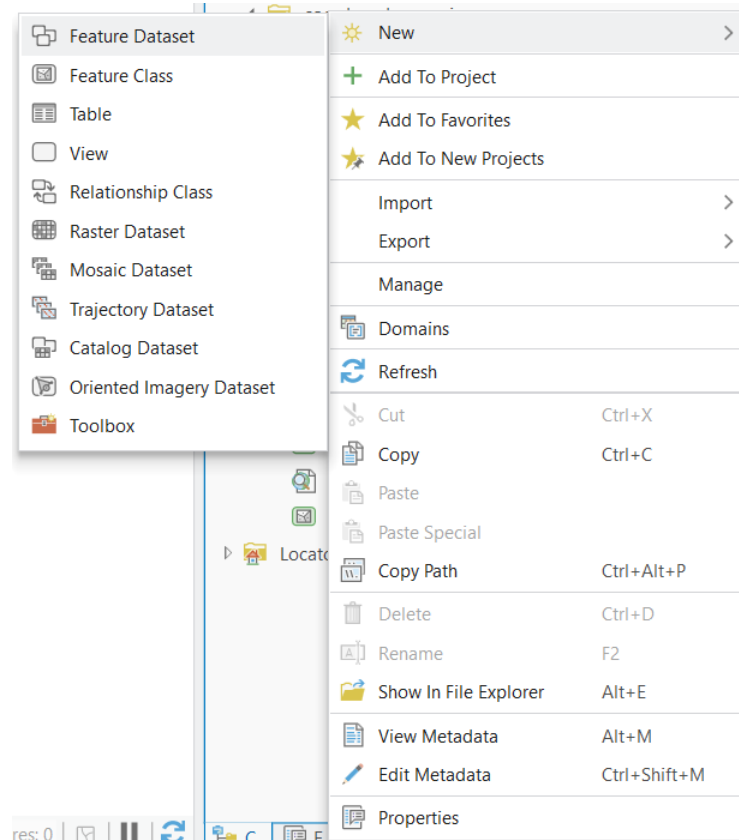 Feature Dataset
Feature Class
Table
View
Relationship Class
Raster Dataset
Mosaic Dataset
Trajectory Dataset
Catalog Dataset
Oriented Imagery Dataset
Toolbox
New
Add To Project
Add To Favorites
Add To New Projects
Import
Export
Manage
Domains
Refresh
Cut Ctrl+X
Copy Ctrl+C
Paste
Paste Special
Copy Path Ctrl+Alt+P
Delete Ctrl+D
Rename F2
Show In File Explorer Alt+E
View Metadata Alt+M
Edit Metadata Ctrl+Shift+M
Properties
Locato
res: 0
C